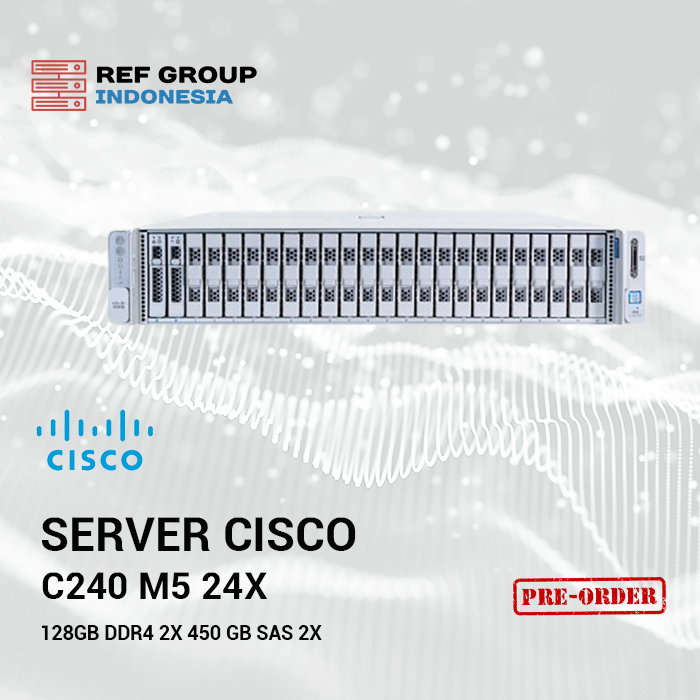 REF GROUP
INDONESIA
CISCO
SERVER CISCO
C240 M5 24X
PRE-ORDER
128GB DDR4 2X 450 GB SAS 2X